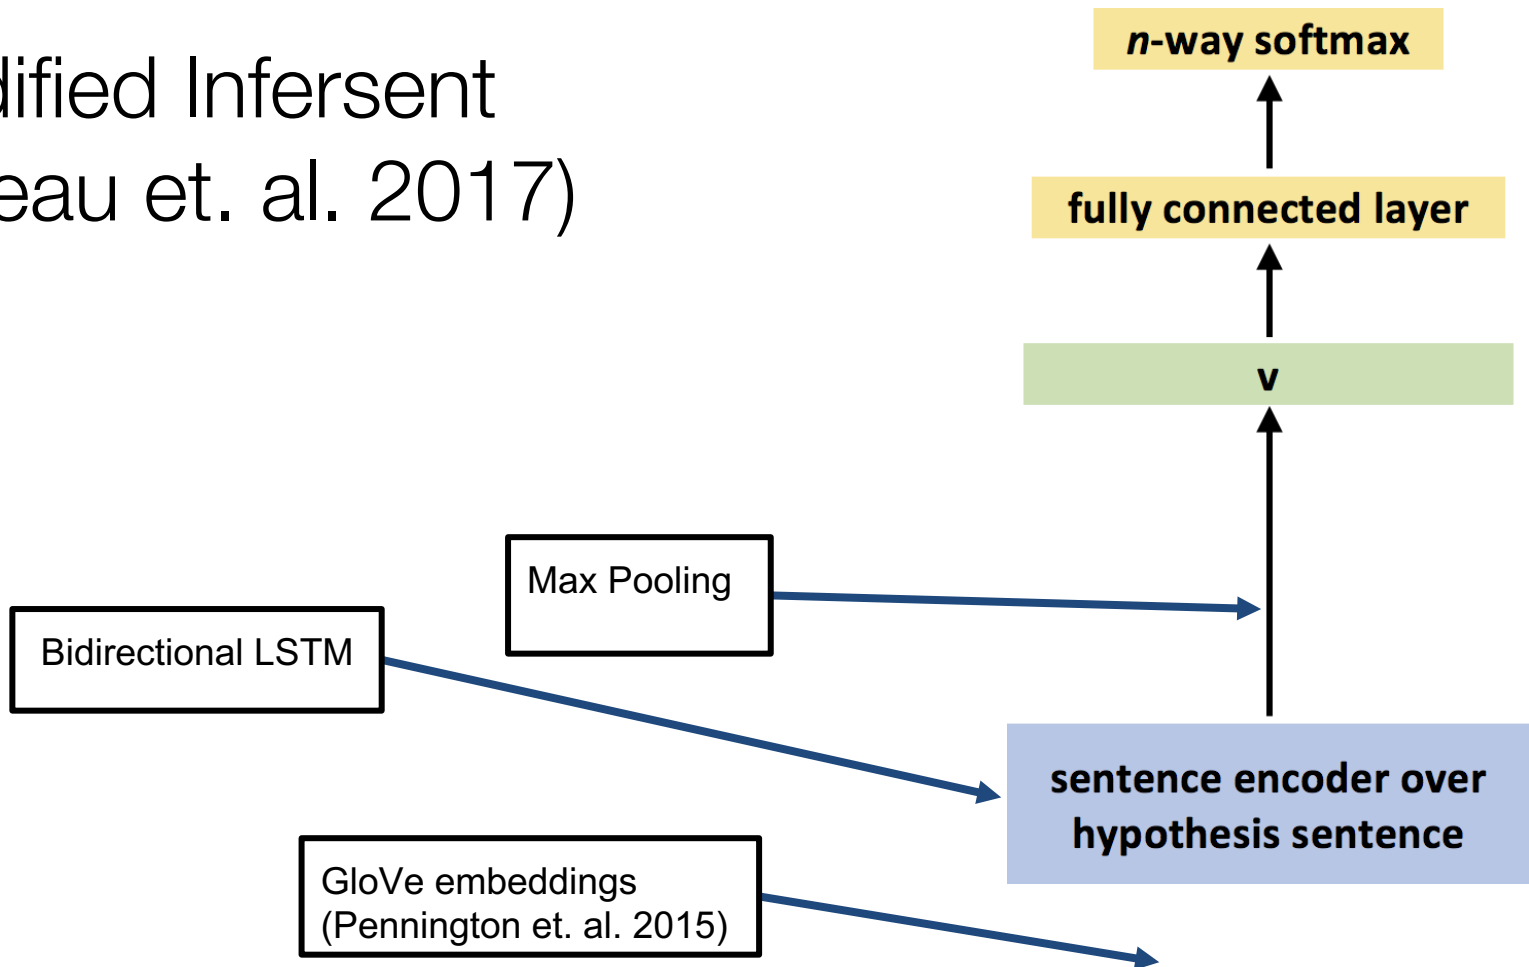 dified Infersent
eau et. al. 2017)
n-way softmax
fully connected layer
v
Max Pooling
Bidirectional LSTM
sentence encoder over
hypothesis sentence
GloVe embeddings
(Pennington et. al. 2015)